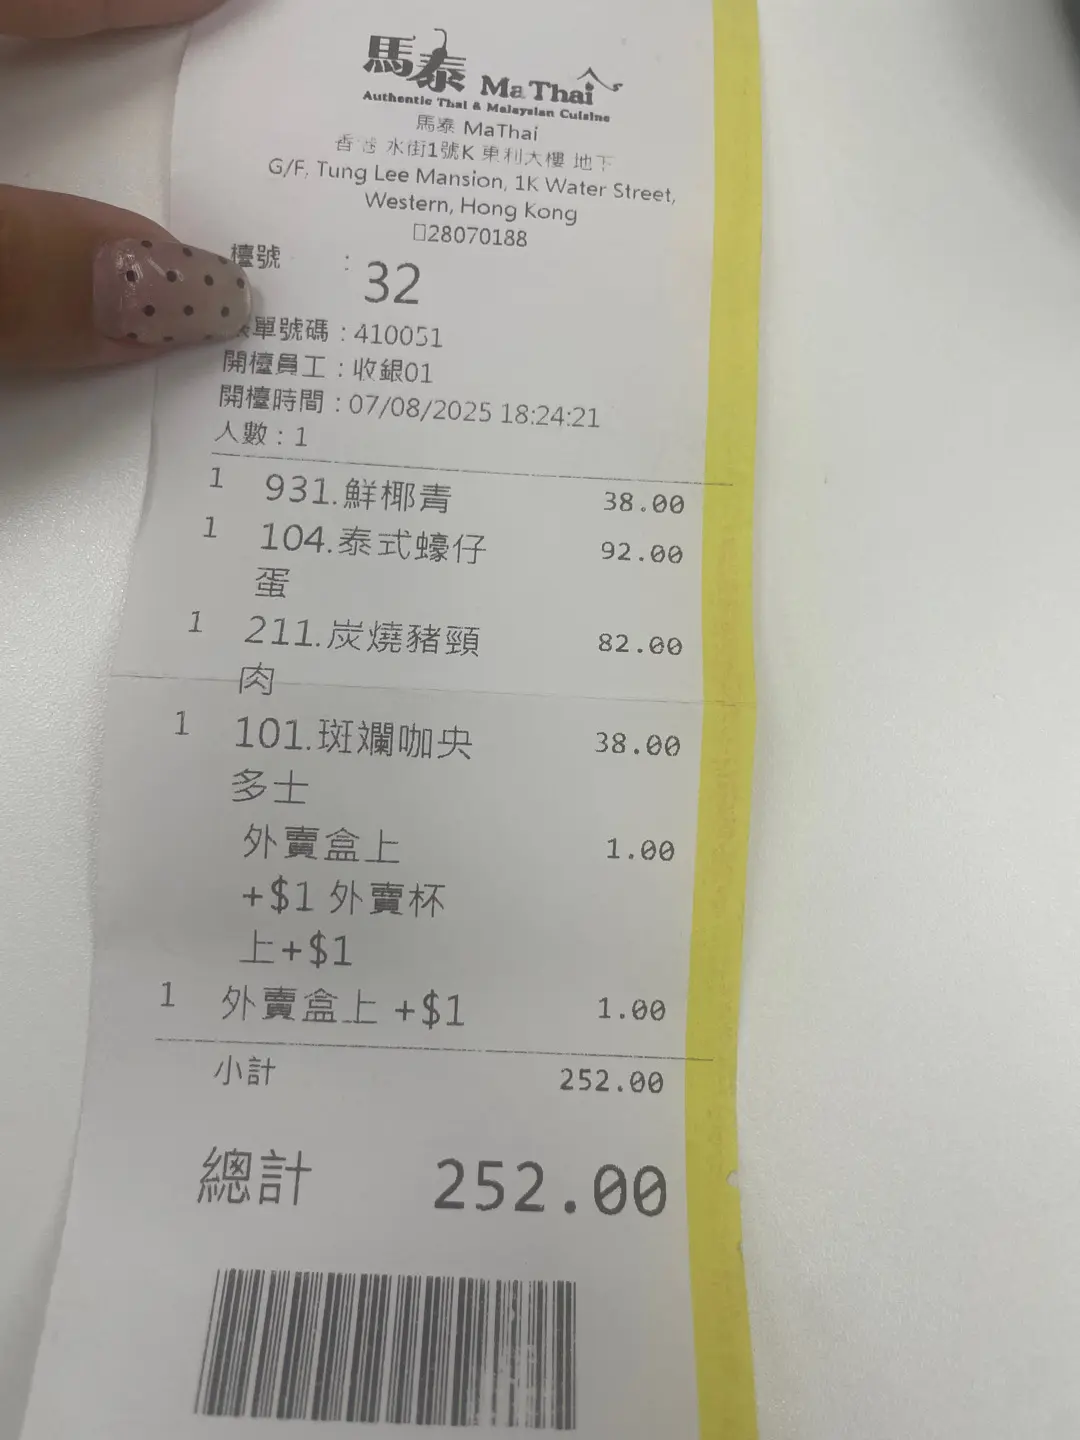 馬泰 Ma Thai
Authentic Thai & Malaysian Cuisine
馬泰 MaThai
香港 水街1號K 東利大樓 地下
G/F, Tung Lee Mansion, 1K Water Street,
Western, Hong Kong
28070188
檯號 : 32
單號碼 : 410051
開檯員工 : 收銀01
開檯時間 : 07/08/2025 18:24:21
人數 : 1
1 931.鮮椰青 38.00
1 104.泰式蠔仔 92.00
蛋
1 211.炭燒豬頸 82.00
肉
1 101.斑斕咖央 38.00
多士
外賣盒上 1.00
+$1 外賣杯
上+$1
1 外賣盒上 +$1 1.00
小計 252.00
總計 252.00